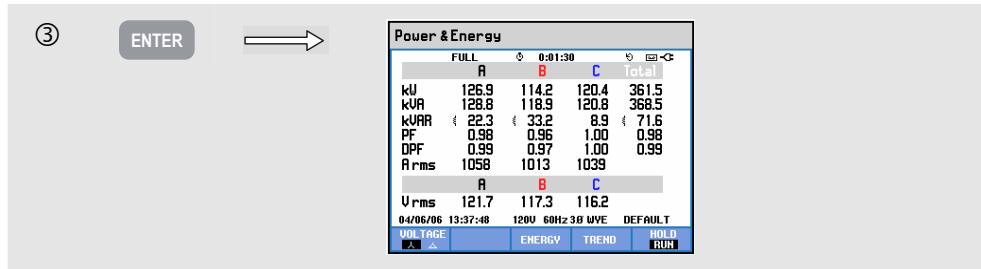 ③ ENTER
Power & Energy
FULL 0:01:30
A B C Total
kW 126.9 114.2 120.4 361.5
kVA 128.8 118.9 120.8 368.5
kVAR 22.3 33.2 8.9 71.6
PF 0.98 0.96 1.00 0.98
DPF 0.99 0.97 1.00 0.99
A rms 1058 1013 1039
A B C
V rms 121.7 117.3 116.2
04/06/06 13:37:48 120V 60Hz 3Ø WYE DEFAULT
VOLTAGE ENERGY TREND HOLD
RUN